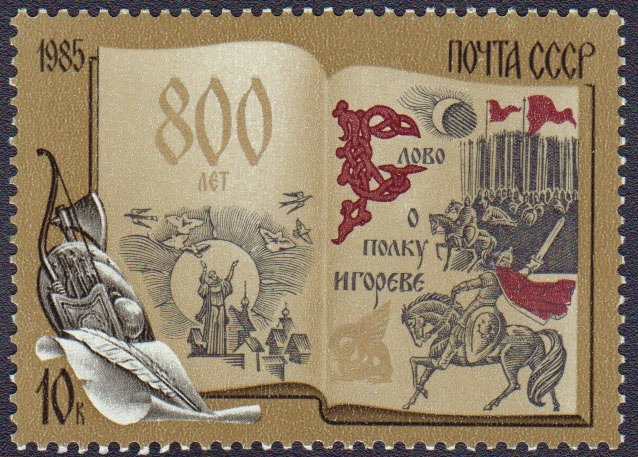 1985
ПОЧТА СССР
800
ЛЕТ
Слово
о
полку
игореве
10к